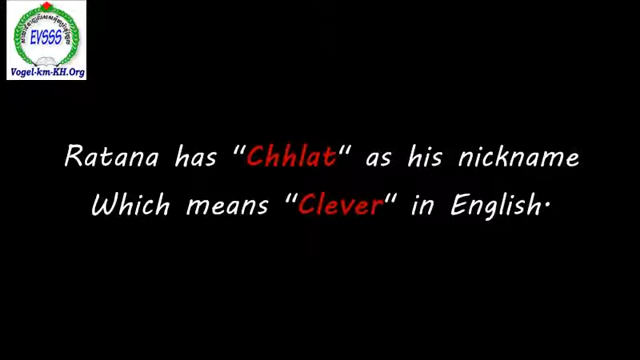 EVSSS
Vogel-km-KH.Org
Ratana has “Chhlat“ as his nickname
Which means “Clever“ in English.